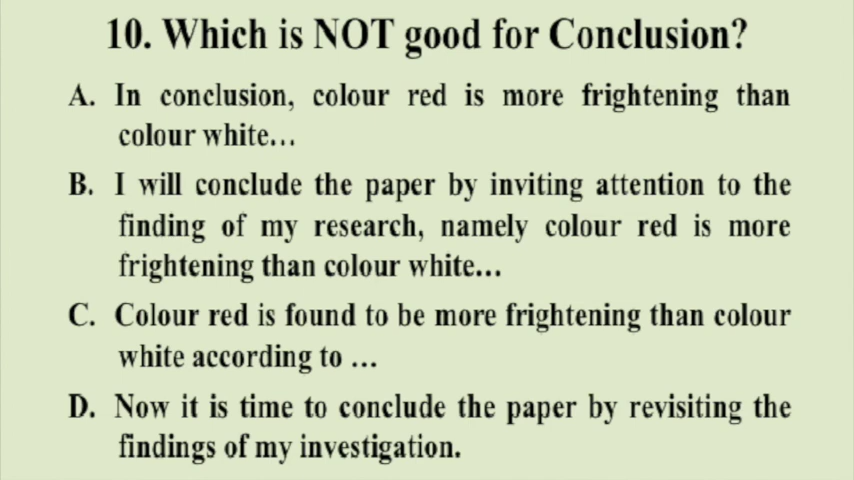 10. Which is NOT good for Conclusion?
A. In conclusion, colour red is more frightening than
colour white...
B. I will conclude the paper by inviting attention to the
finding of my research, namely colour red is more
frightening than colour white...
C. Colour red is found to be more frightening than colour
white according to ...
D. Now it is time to conclude the paper by revisiting the
findings of my investigation.